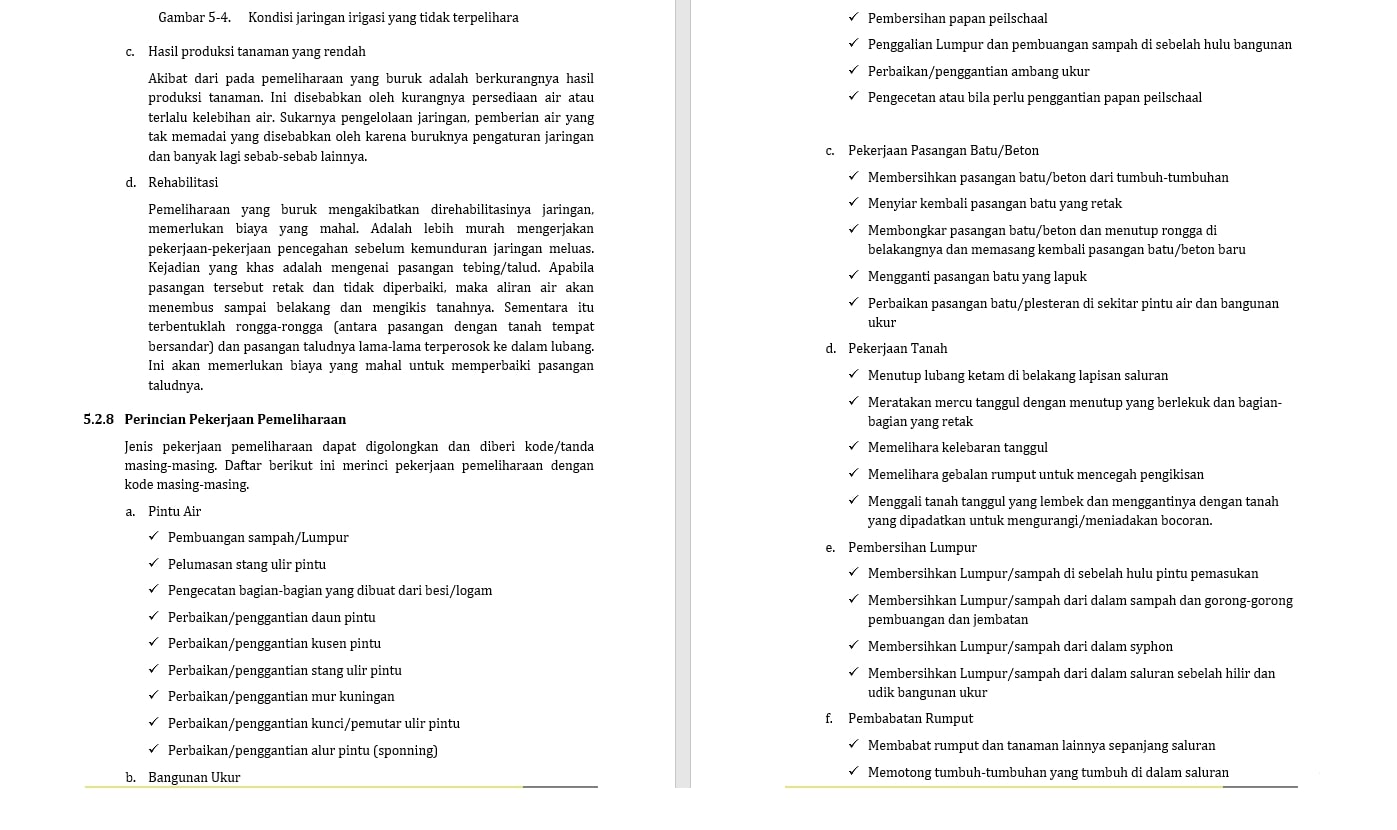 Gambar 5-4. Kondisi jaringan irigasi yang tidak terpelihara
c. Hasil produksi tanaman yang rendah
Akibat dari pada pemeliharaan yang buruk adalah berkurangnya hasil
produksi tanaman. Ini disebabkan oleh kurangnya persediaan air atau
terlalu kelebihan air. Sukarnya pengelolaan jaringan, pemberian air yang
tak memadai yang disebabkan oleh karena buruknya pengaturan jaringan
dan banyak lagi sebab-sebab lainnya.
d. Rehabilitasi
Pemeliharaan yang buruk mengakibatkan direhabilitasinya jaringan,
memerlukan biaya yang mahal. Adalah lebih murah mengerjakan
pekerjaan-pekerjaan pencegahan sebelum kemunduran jaringan meluas.
Kejadian yang khas adalah mengenai pasangan tebing/talud. Apabila
pasangan tersebut retak dan tidak diperbaiki, maka aliran air akan
menembus sampai belakang dan mengikis tanahnya. Sementara itu
terbentuklah rongga-rongga (antara pasangan dengan tanah tempat
bersandar) dan pasangan taludnya lama-lama terperosok ke dalam lubang.
Ini akan memerlukan biaya yang mahal untuk memperbaiki pasangan
taludnya.
5.2.8 Perincian Pekerjaan Pemeliharaan
Jenis pekerjaan pemeliharaan dapat digolongkan dan diberi kode/tanda
masing-masing. Daftar berikut ini merinci pekerjaan pemeliharaan dengan
kode masing-masing.
a. Pintu Air
✓ Pembuangan sampah/Lumpur
✓ Pelumasan stang ulir pintu
✓ Pengecatan bagian-bagian yang dibuat dari besi/logam
✓ Perbaikan/penggantian daun pintu
✓ Perbaikan/penggantian kusen pintu
✓ Perbaikan/penggantian stang ulir pintu
✓ Perbaikan/penggantian mur kuningan
✓ Perbaikan/penggantian kunci/pemutar ulir pintu
✓ Perbaikan/penggantian alur pintu (sponning)
b. Bangunan Ukur
✓ Pembersihan papan peilschaal
✓ Penggalian Lumpur dan pembuangan sampah di sebelah hulu bangunan
✓ Perbaikan/penggantian ambang ukur
✓ Pengecetan atau bila perlu penggantian papan peilschaal
c. Pekerjaan Pasangan Batu/Beton
✓ Membersihkan pasangan batu/beton dari tumbuh-tumbuhan
✓ Menyiar kembali pasangan batu yang retak
✓ Membongkar pasangan batu/beton dan menutup rongga di
belakangnya dan memasang kembali pasangan batu/beton baru
✓ Mengganti pasangan batu yang lapuk
✓ Perbaikan pasangan batu/plesteran di sekitar pintu air dan bangunan
ukur
d. Pekerjaan Tanah
✓ Menutup lubang ketam di belakang lapisan saluran
✓ Meratakan mercu tanggul dengan menutup yang berlekuk dan bagian-
bagian yang retak
✓ Memelihara kelebaran tanggul
✓ Memelihara gebalan rumput untuk mencegah pengikisan
✓ Menggali tanah tanggul yang lembek dan menggantinya dengan tanah
yang dipadatkan untuk mengurangi/meniadakan bocoran.
e. Pembersihan Lumpur
✓ Membersihkan Lumpur/sampah di sebelah hulu pintu pemasukan
✓ Membersihkan Lumpur/sampah dari dalam sampah dan gorong-gorong
pembuangan dan jembatan
✓ Membersihkan Lumpur/sampah dari dalam syphon
✓ Membersihkan Lumpur/sampah dari dalam saluran sebelah hilir dan
udik bangunan ukur
f. Pembabatan Rumput
✓ Membabat rumput dan tanaman lainnya sepanjang saluran
✓ Memotong tumbuh-tumbuhan yang tumbuh di dalam saluran